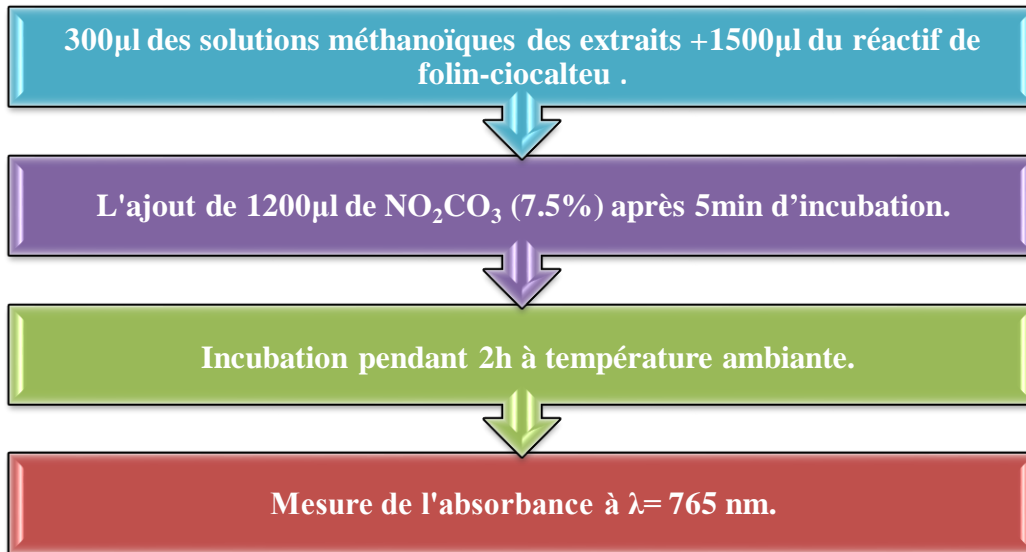 300µl des solutions méthanoïques des extraits +1500µl du réactif de
folin-ciocalteu .
L'ajout de 1200µl de NO₂CO₃ (7.5%) après 5min d’incubation.
Incubation pendant 2h à température ambiante.
Mesure de l'absorbance à λ= 765 nm.